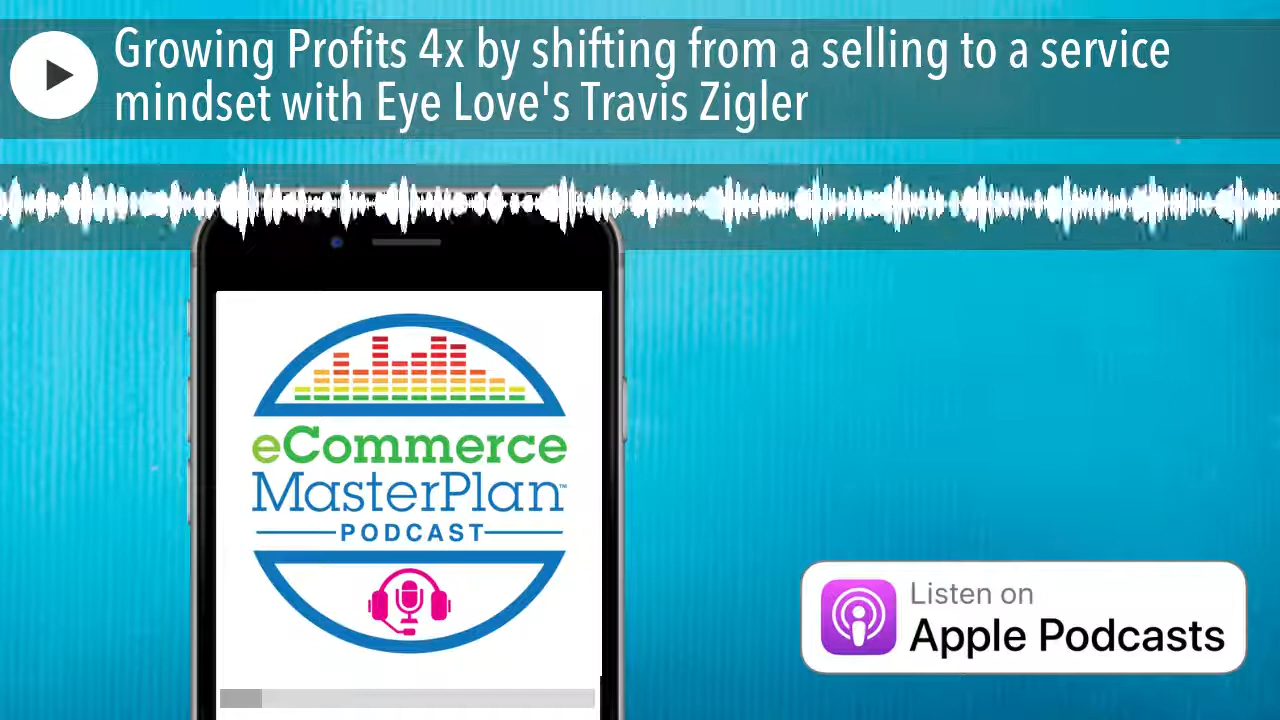 Growing Profits 4x by shifting from a selling to a service
mindset with Eye Love's Travis Zigler
eCommerce
MasterPlan™
PODCAST
Listen on
Apple Podcasts